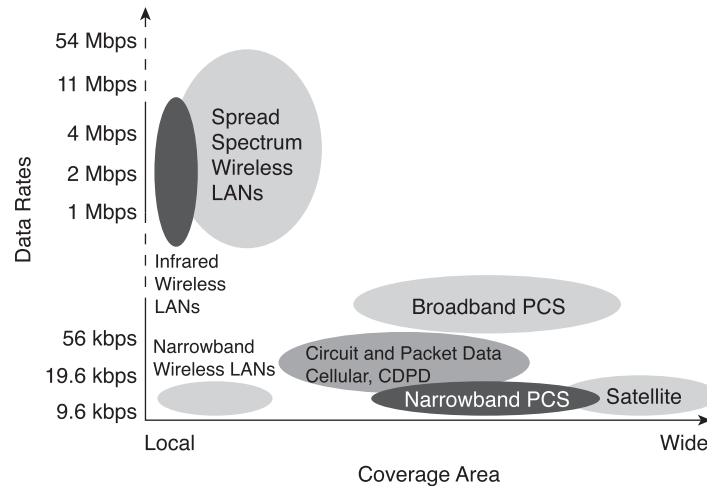 54 Mbps
11 Mbps
4 Mbps
2 Mbps
1 Mbps
56 kbps
19.6 kbps
9.6 kbps
Data Rates
Spread
Spectrum
Wireless
LANs
Infrared
Wireless
LANs
Broadband PCS
Narrowband
Wireless LANs
Circuit and Packet Data
Cellular, CDPD
Narrowband PCS
Satellite
Local
Wide
Coverage Area